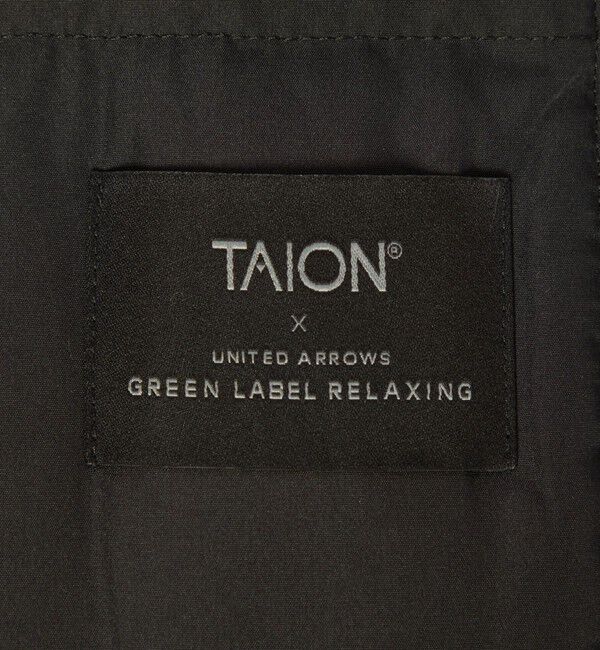 TAION®
X
UNITED ARROWS
GREEN LABEL RELAXING